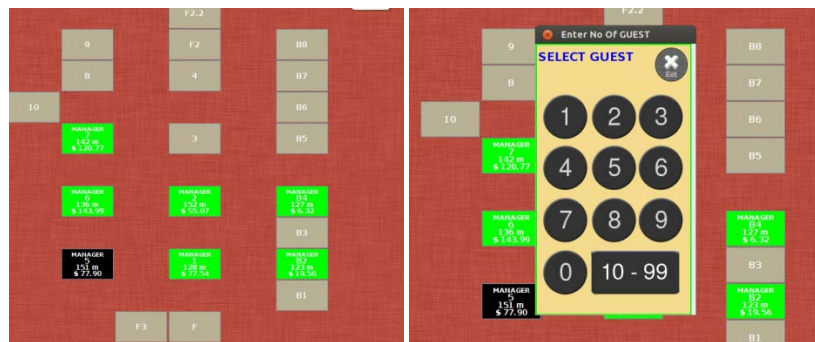 F2.2
9
F2
B8
8
4
B7
10
B6
MANAGER
7
142 m
$ 120.77
3
B5
MANAGER
6
136 m
$ 143.99
MANAGER
2
152 m
$ 55.07
MANAGER
B4
127 m
$ 6.32
B3
MANAGER
5
151 m
$ 77.90
MANAGER
1
128 m
$ 77.54
MANAGER
B2
123 m
$ 19.56
B1
F3
F
F2.2
Enter No Of GUEST
SELECT GUEST
Exit
1 2 3
4 5 6
7 8 9
0 10 - 99
9
B8
8
B7
10
B6
MANAGER
7
142 m
$ 120.77
B5
MANAGER
6
136 m
$ 143.99
MANAGER
B4
127 m
$ 6.32
B3
MANAGER
5
151 m
$ 77.90
MANAGER
B2
123 m
$ 19.56
B1